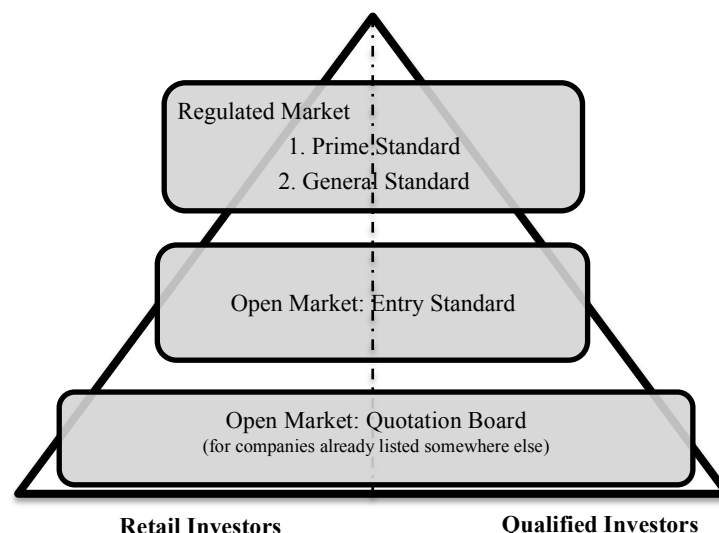 Regulated Market
1. Prime Standard
2. General Standard
Open Market: Entry Standard
Open Market: Quotation Board
(for companies already listed somewhere else)
Retail Investors
Qualified Investors